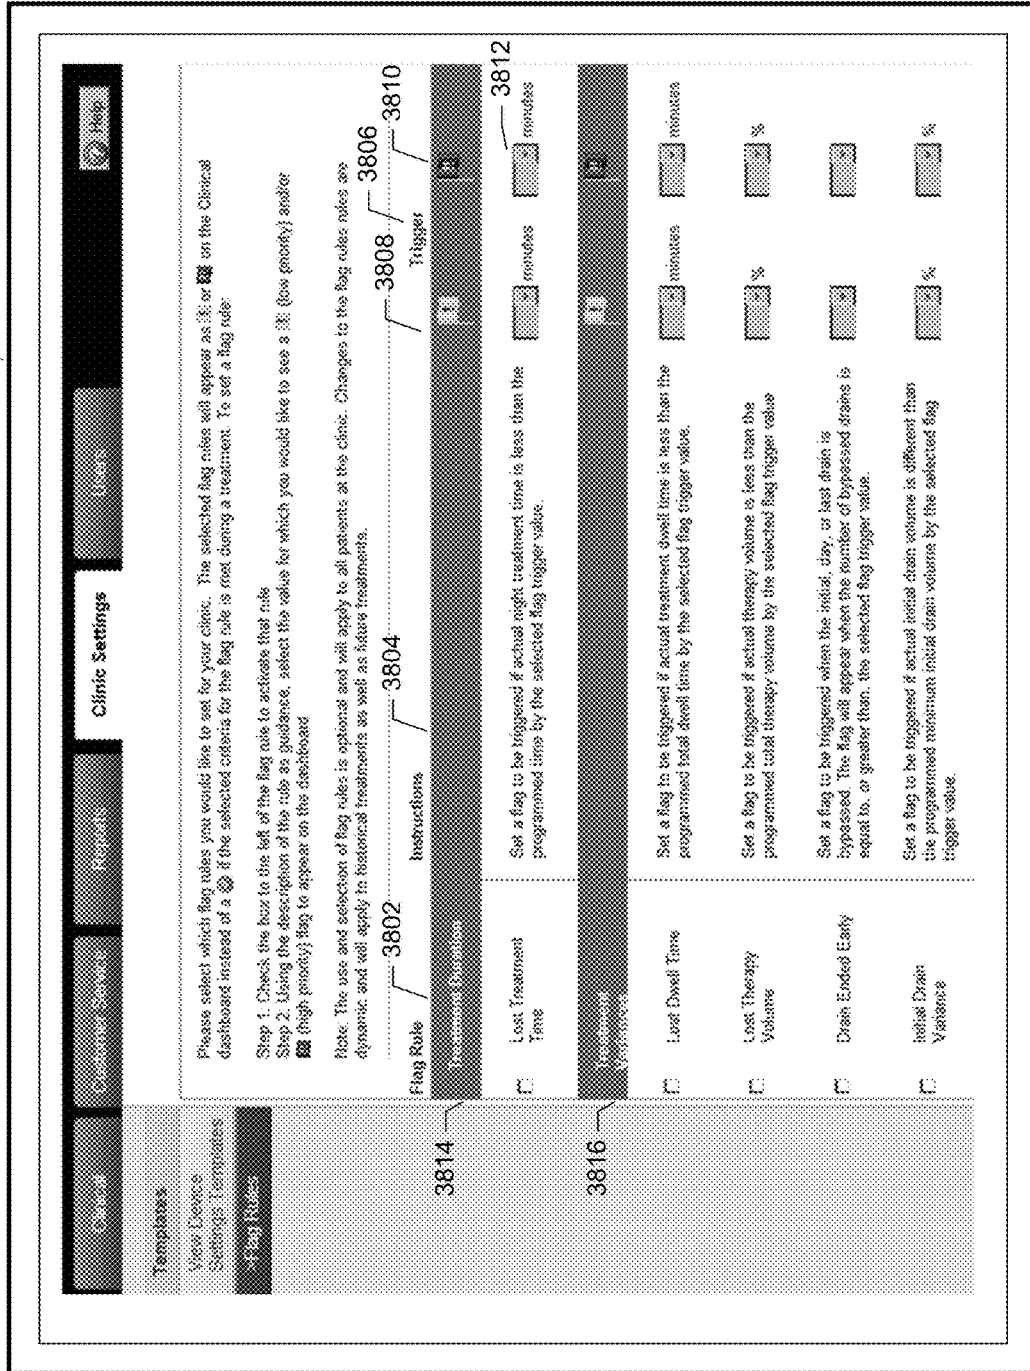 Clinical
Customer Service
Reports
Clinic Settings
Users
Help
Templates
View Device
Settings Templates
Flag Rules
Please select which flag rules you would like to set for your clinic. The selected flag rules will appear as or on the Clinical
dashboard instead of a if the selected criteria for the flag rule is met during a treatment. To set a flag rule:
Step 1. Check the box to the left of the flag rule to activate that rule
Step 2. Using the description of the rule as guidance, select the value for which you would like to see a (low priority) and/or
(high priority) flag to appear on the dashboard
Note: The use and selection of flag rules is optional and will apply to all patients at the clinic. Changes to the flag rules rules are
dynamic and will apply to historical treatments as well as future treatments.
3802
3804
3808
3806
3810
Flag Rule
Instructions
Trigger
3814
Treatment Duration
3812
Lost Treatment
Time
Set a flag to be triggered if actual night treatment time is less than the
programmed time by the selected flag trigger value.
minutes
minutes
3816
Treatment
Lost Dwell Time
Set a flag to be triggered if actual treatment dwell time is less than the
programmed total dwell time by the selected flag trigger value.
minutes
minutes
Lost Therapy
Volume
Set a flag to be triggered if actual therapy volume is less than the
programmed total therapy volume by the selected flag trigger value
%
%
Drain Ended Early
Set a flag to be triggered when the initial, day, or last drain is
bypassed. The flag will appear when the number of bypassed drains is
equal to, or greater than, the selected flag trigger value.
Initial Drain
Variance
Set a flag to be triggered if actual initial drain volume is different than
the programmed minimum initial drain volume by the selected flag
trigger value.
%
%